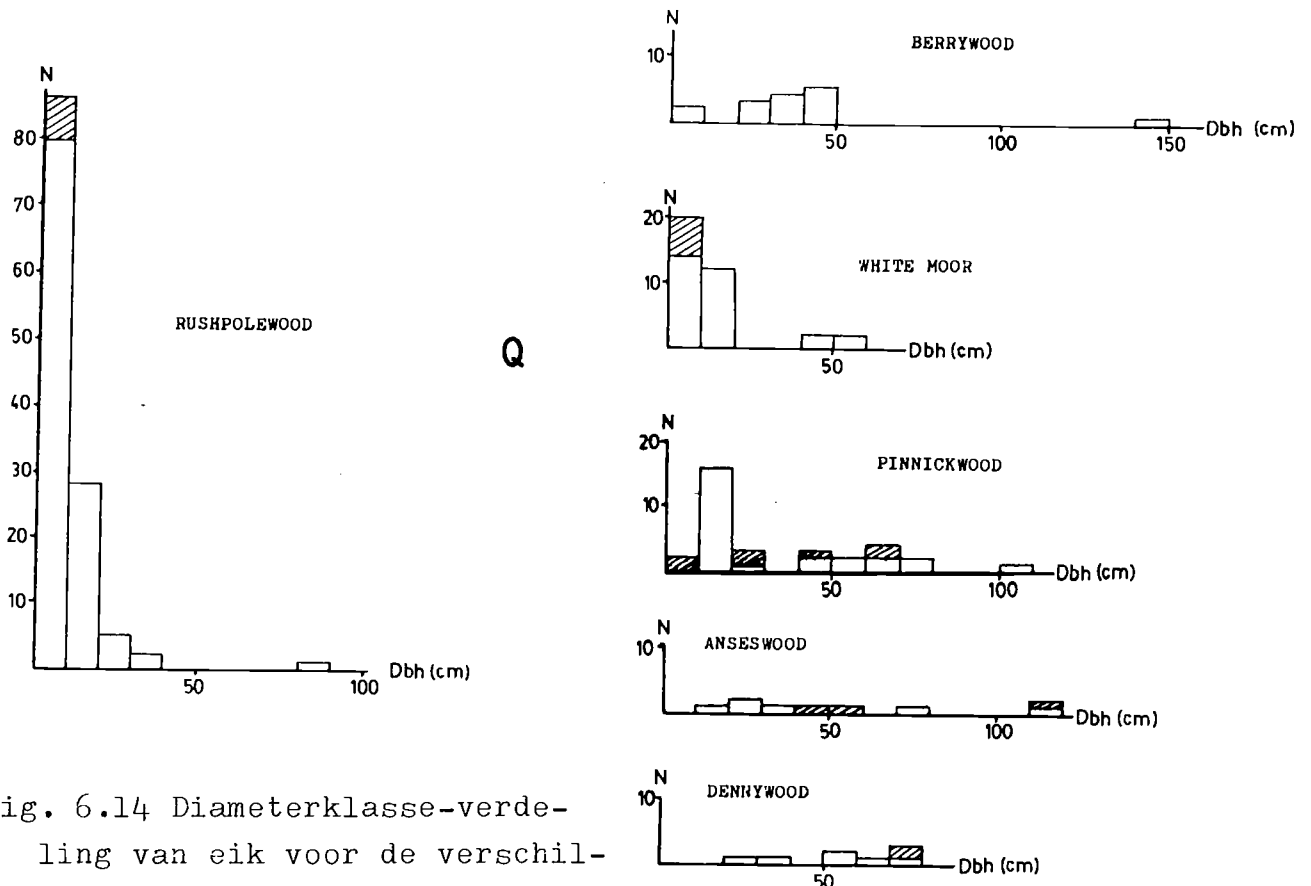 N
80
70
60
50
40
30
20
10
RUSHPOLEWOOD
50
100
Dbh (cm)
Q
N
10
BERRYWOOD
50
100
150
Dbh (cm)
N
20
10
WHITE MOOR
50
Dbh (cm)
N
20
10
PINNICKWOOD
50
100
Dbh (cm)
N
10
ANSESWOOD
50
100
Dbh (cm)
N
10
DENNYWOOD
50
Dbh (cm)
ig. 6.14 Diameterklasse-verde-
ling van eik voor de verschil-